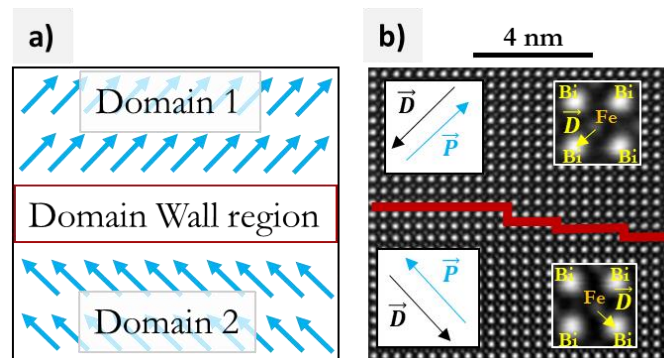 a)
Domain 1
Domain Wall region
Domain 2
b)
4 nm
D
P
Bi Bi
D Fe
Bi Bi
P
D
Bi Bi
Fe D
Bi Bi